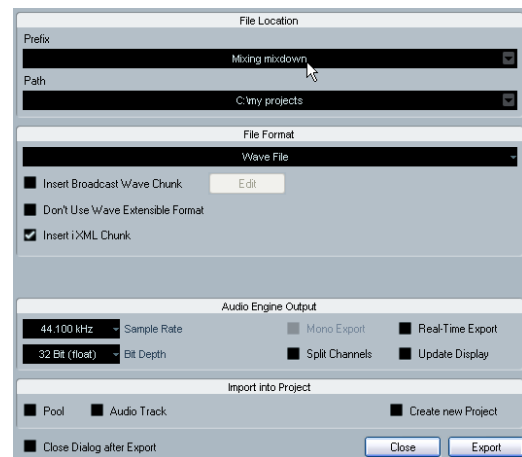 File Location
Prefix
Mixing mixdown
Path
C:\my projects
File Format
Wave File
Insert Broadcast Wave Chunk Edit
Don't Use Wave Extensible Format
Insert iXML Chunk
Audio Engine Output
44.100 kHz Sample Rate Mono Export Real-Time Export
32 Bit (float) Bit Depth Split Channels Update Display
Import into Project
Pool Audio Track Create new Project
Close Dialog after Export Close Export